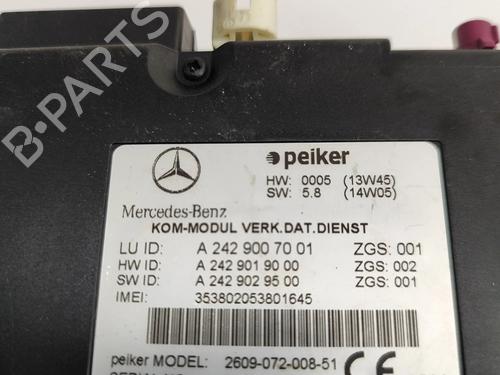 peiker
HW: 0005 (13W45)
SW: 5.8 (14W05)
Mercedes-Benz
KOM-MODUL VERK.DAT.DIENST
LU ID: A 242 900 70 01 ZGS: 001
HW ID: A 242 901 90 00 ZGS: 002
SW ID: A 242 902 95 00 ZGS: 001
IMEI: 353802053801645
peiker MODEL: 2609-072-008-51 CE
B-PARTS